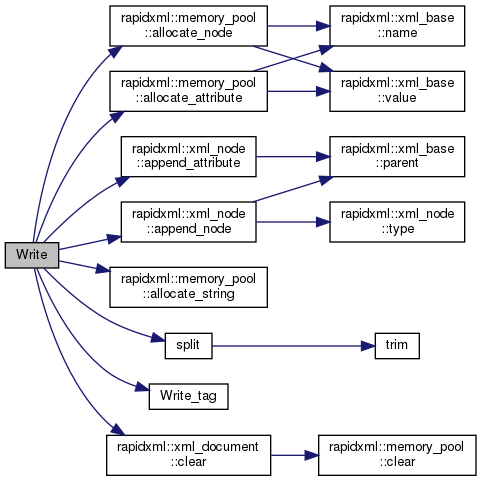 rapidxml::memory_pool
::allocate_node
rapidxml::xml_base
::name
rapidxml::memory_pool
::allocate_attribute
rapidxml::xml_base
::value
rapidxml::xml_node
::append_attribute
rapidxml::xml_base
::parent
rapidxml::xml_node
::append_node
rapidxml::xml_node
::type
Write
rapidxml::memory_pool
::allocate_string
split
trim
Write_tag
rapidxml::xml_document
::clear
rapidxml::memory_pool
::clear